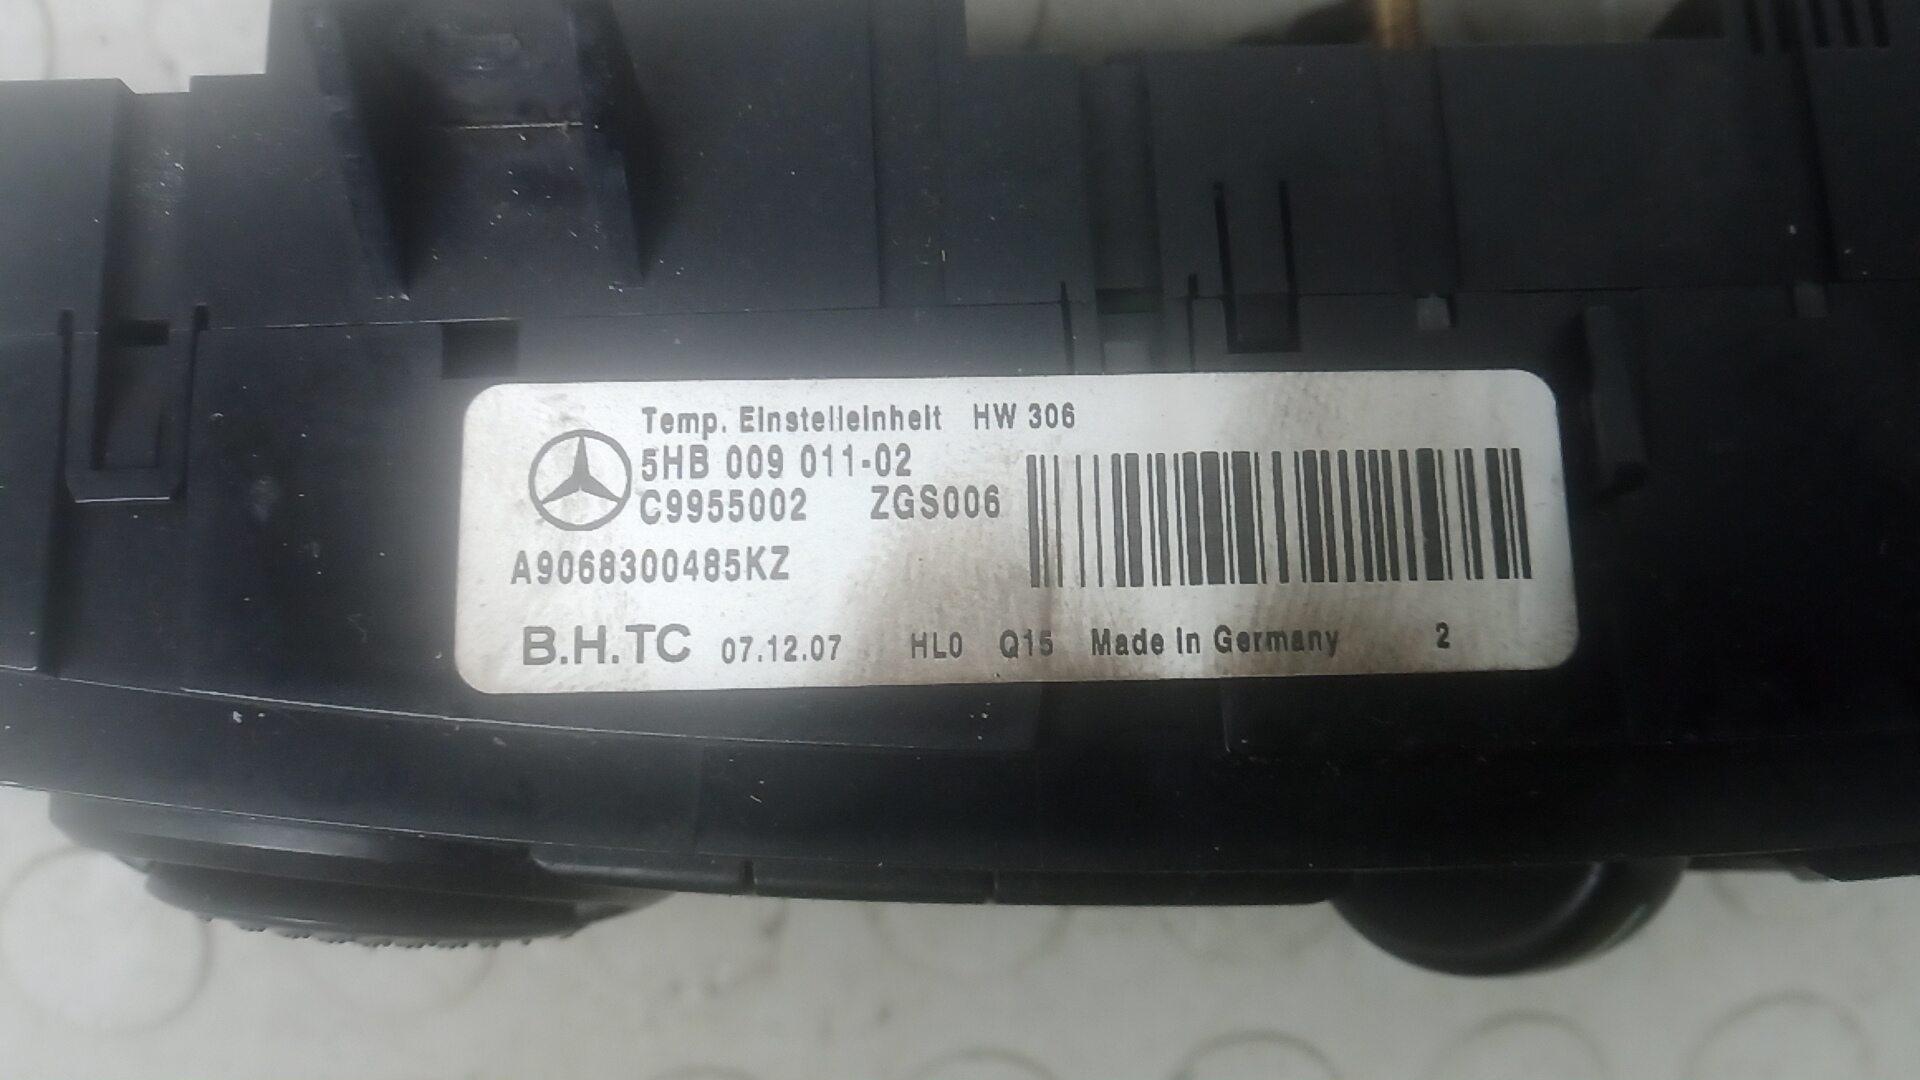 Temp. Einstelleinheit HW 306
5HB 009 011-02
C9955002 ZGS006
A9068300485KZ
B.H.TC 07.12.07 HL0 Q15 Made in Germany 2